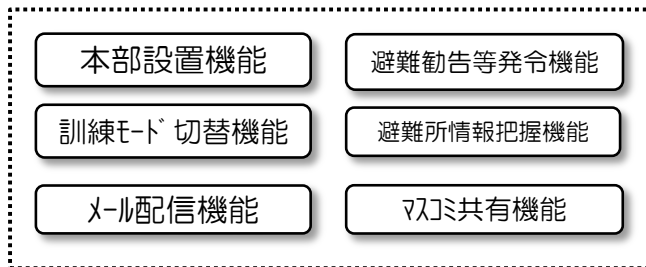 本部設置機能
避難勧告等発令機能
訓練ﾓｰﾄﾞ切替機能
避難所情報把握機能
ﾒｰﾙ配信機能
ﾏｽｺﾐ共有機能